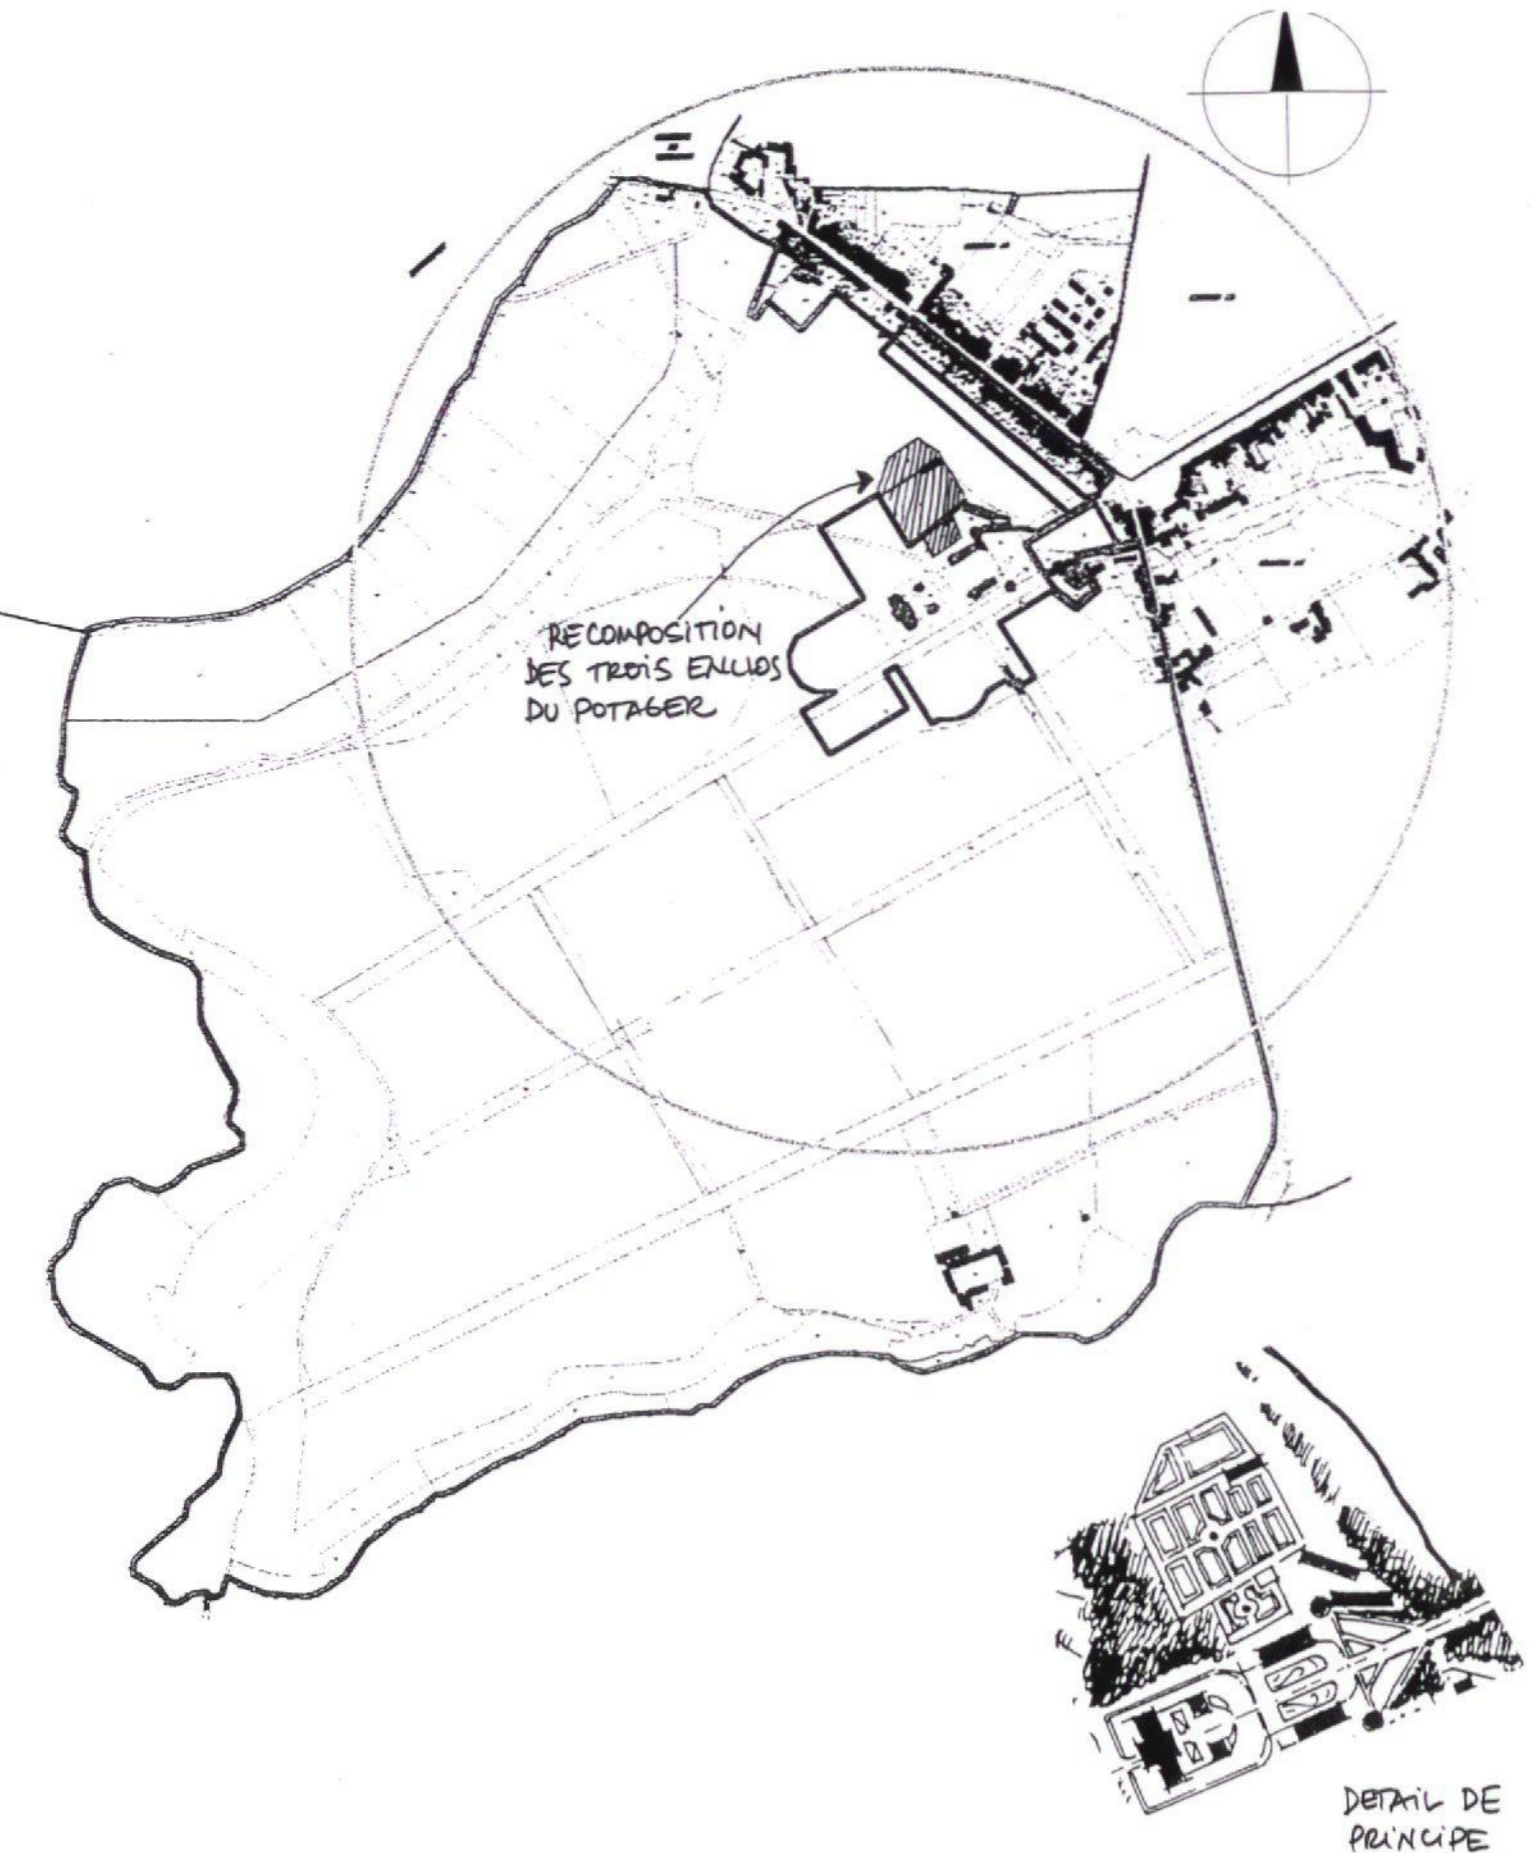 RECOMPOSITION
DES TROIS ENCLOS
DU POTAGER
DETAIL DE
PRINCIPE